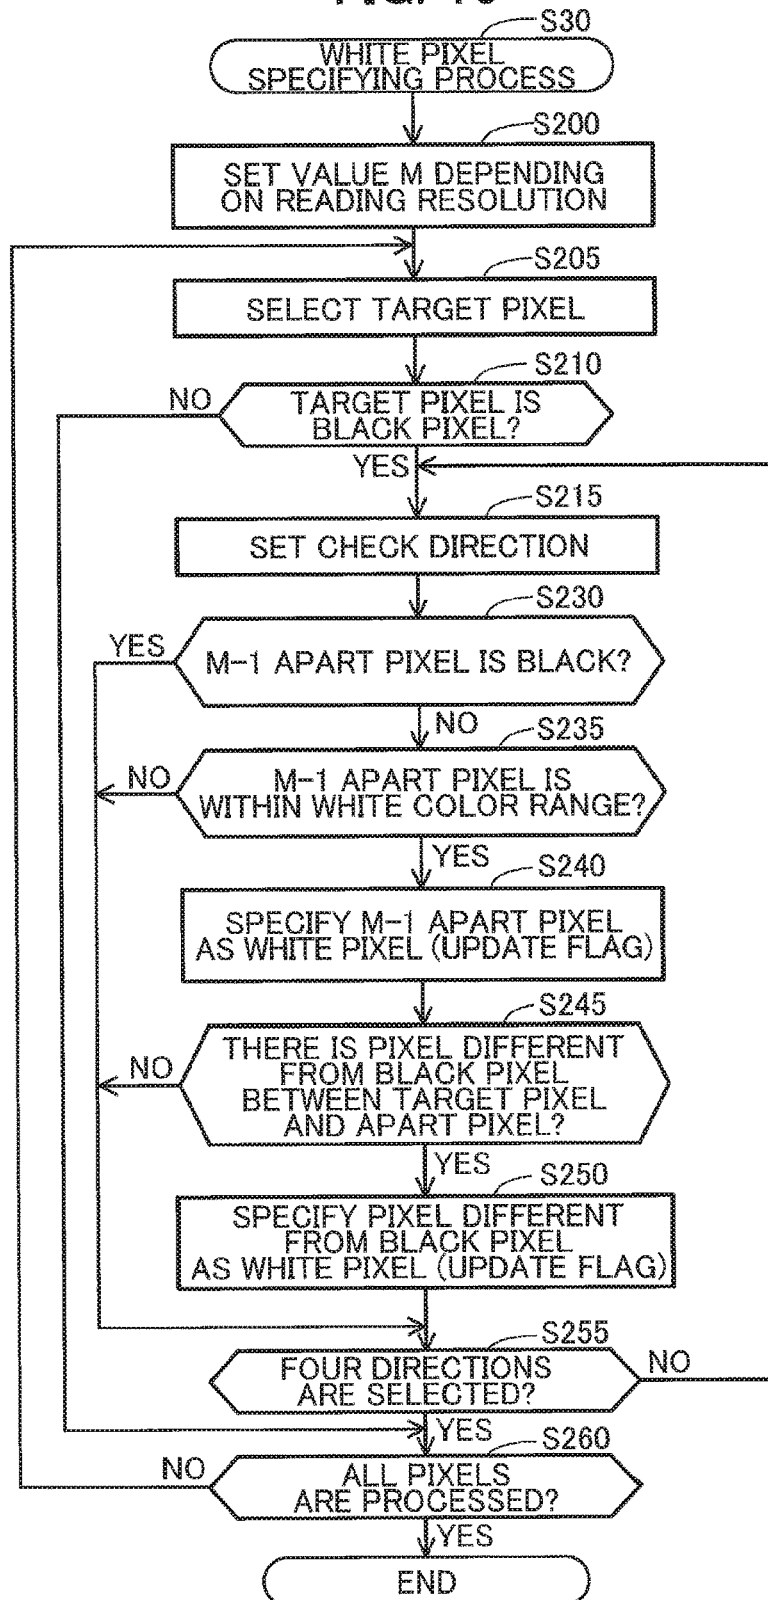 S30
WHITE PIXEL
SPECIFYING PROCESS
S200
SET VALUE M DEPENDING
ON READING RESOLUTION
S205
SELECT TARGET PIXEL
S210
NO
TARGET PIXEL IS
BLACK PIXEL?
YES
S215
SET CHECK DIRECTION
S230
YES
M-1 APART PIXEL IS BLACK?
NO
S235
NO
M-1 APART PIXEL IS
WITHIN WHITE COLOR RANGE?
YES
S240
SPECIFY M-1 APART PIXEL
AS WHITE PIXEL (UPDATE FLAG)
S245
NO
THERE IS PIXEL DIFFERENT
FROM BLACK PIXEL
BETWEEN TARGET PIXEL
AND APART PIXEL?
YES
S250
SPECIFY PIXEL DIFFERENT
FROM BLACK PIXEL
AS WHITE PIXEL (UPDATE FLAG)
S255
FOUR DIRECTIONS
ARE SELECTED?
NO
YES
S260
NO
ALL PIXELS
ARE PROCESSED?
YES
END